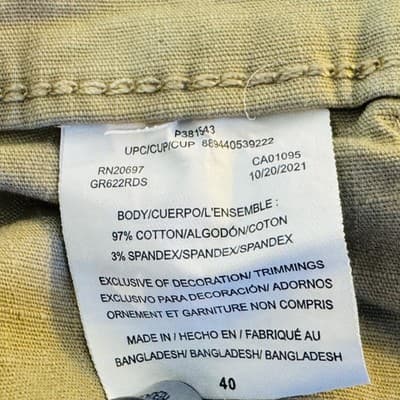 P381543
UPC/CUP/CUP 889440539222
RN20697 CA01095
GR622RDS 10/20/2021
BODY/CUERPO/L'ENSEMBLE :
97% COTTON/ALGODÓN/COTON
3% SPANDEX/SPANDEX/SPANDEX
EXCLUSIVE OF DECORATION/ TRIMMINGS
EXCLUSIVO PARA DECORACIÓN/ ADORNOS
ORNEMENT ET GARNITURE NON COMPRIS
MADE IN / HECHO EN / FABRIQUÉ AU
BANGLADESH/ BANGLADESH/ BANGLADESH
40